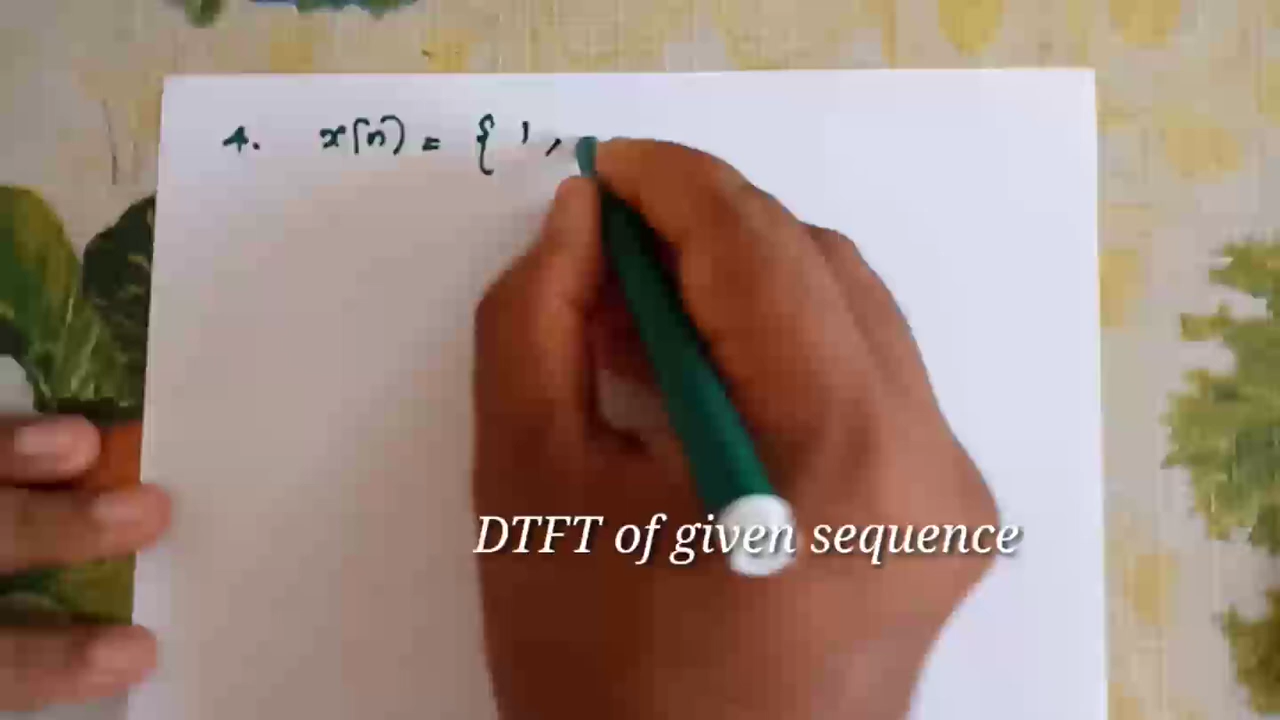 4. x(n) = { 1 ,
DTFT of given sequence